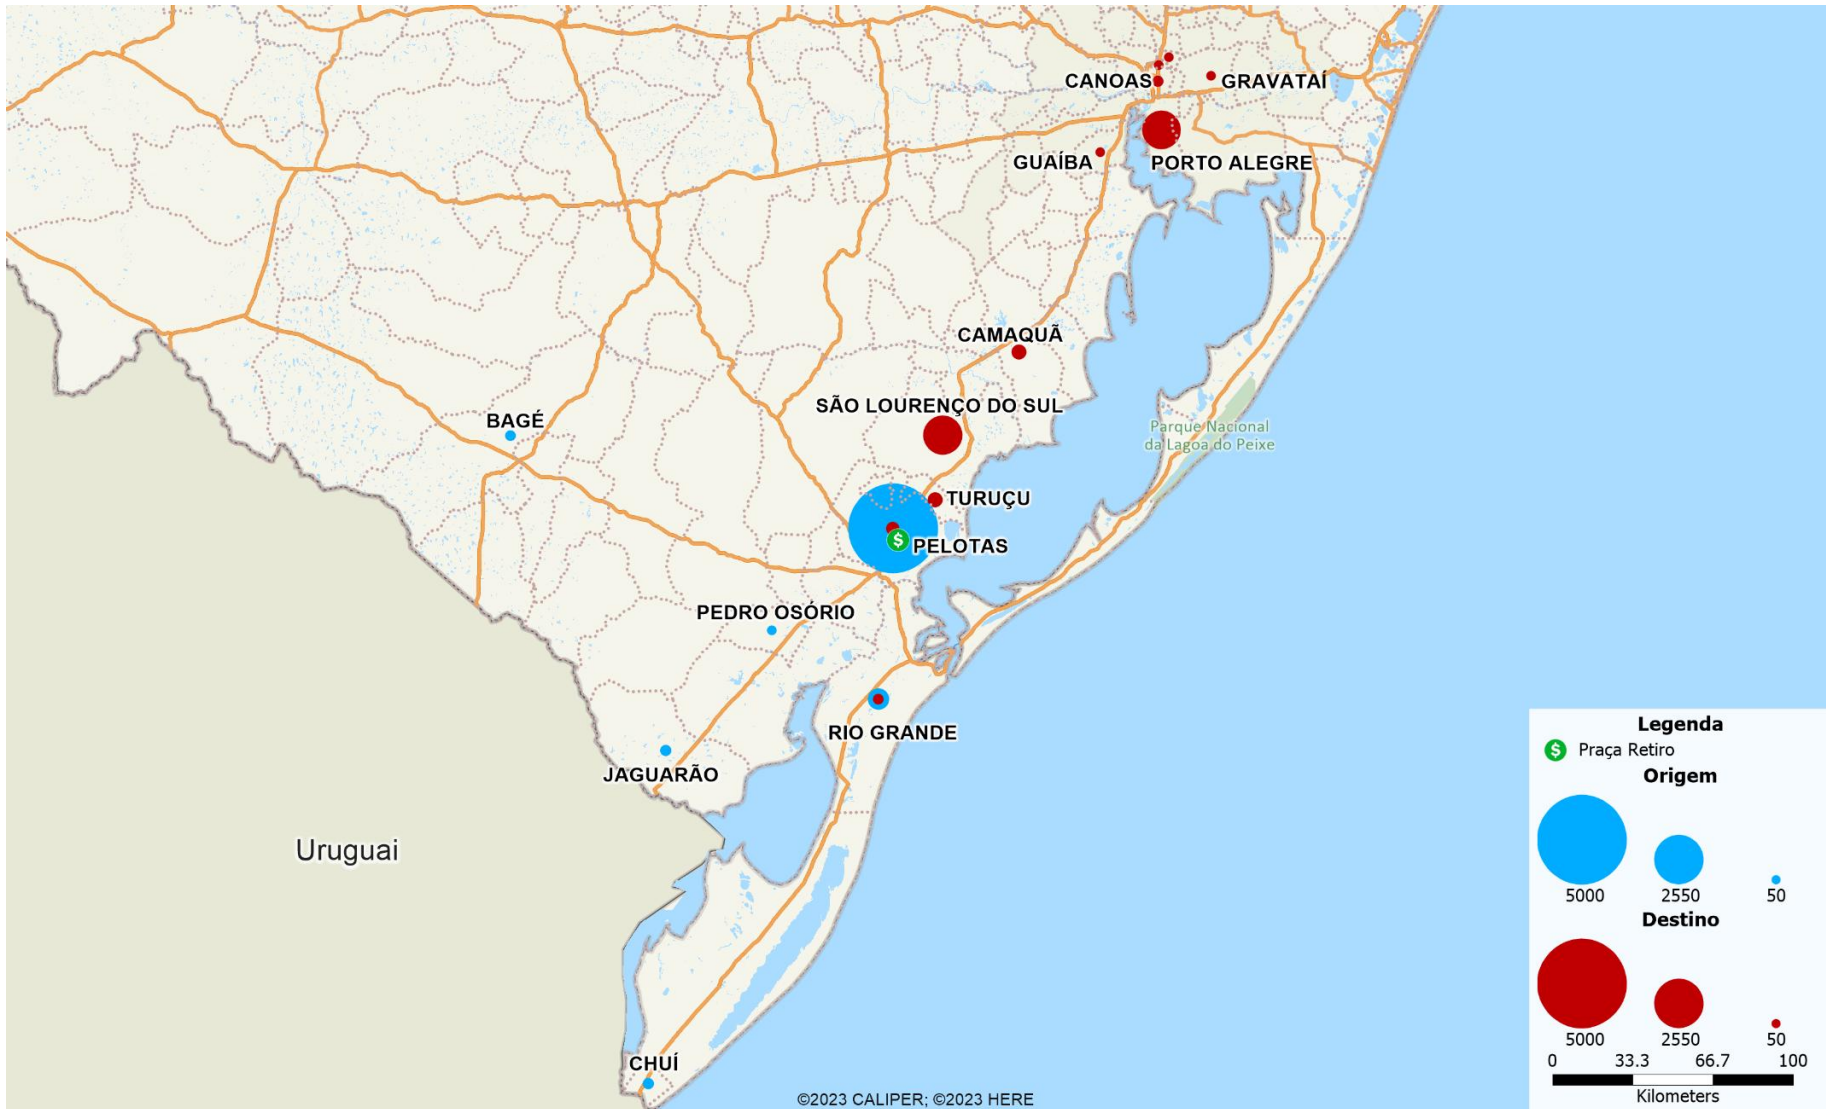 CANOAS
GRAVATAÍ
GUAÍBA
PORTO ALEGRE
CAMAQUÃ
SÃO LOURENÇO DO SUL
BAGÉ
Parque Nacional
da Lagoa do Peixe
TURUÇU
$
PELOTAS
PEDRO OSÓRIO
RIO GRANDE
JAGUARÃO
Uruguai
CHUÍ
©2023 CALIPER; ©2023 HERE
Legenda
$ Praça Retiro
Origem
5000 2550 50
Destino
5000 2550 50
0 33.3 66.7 100
Kilometers